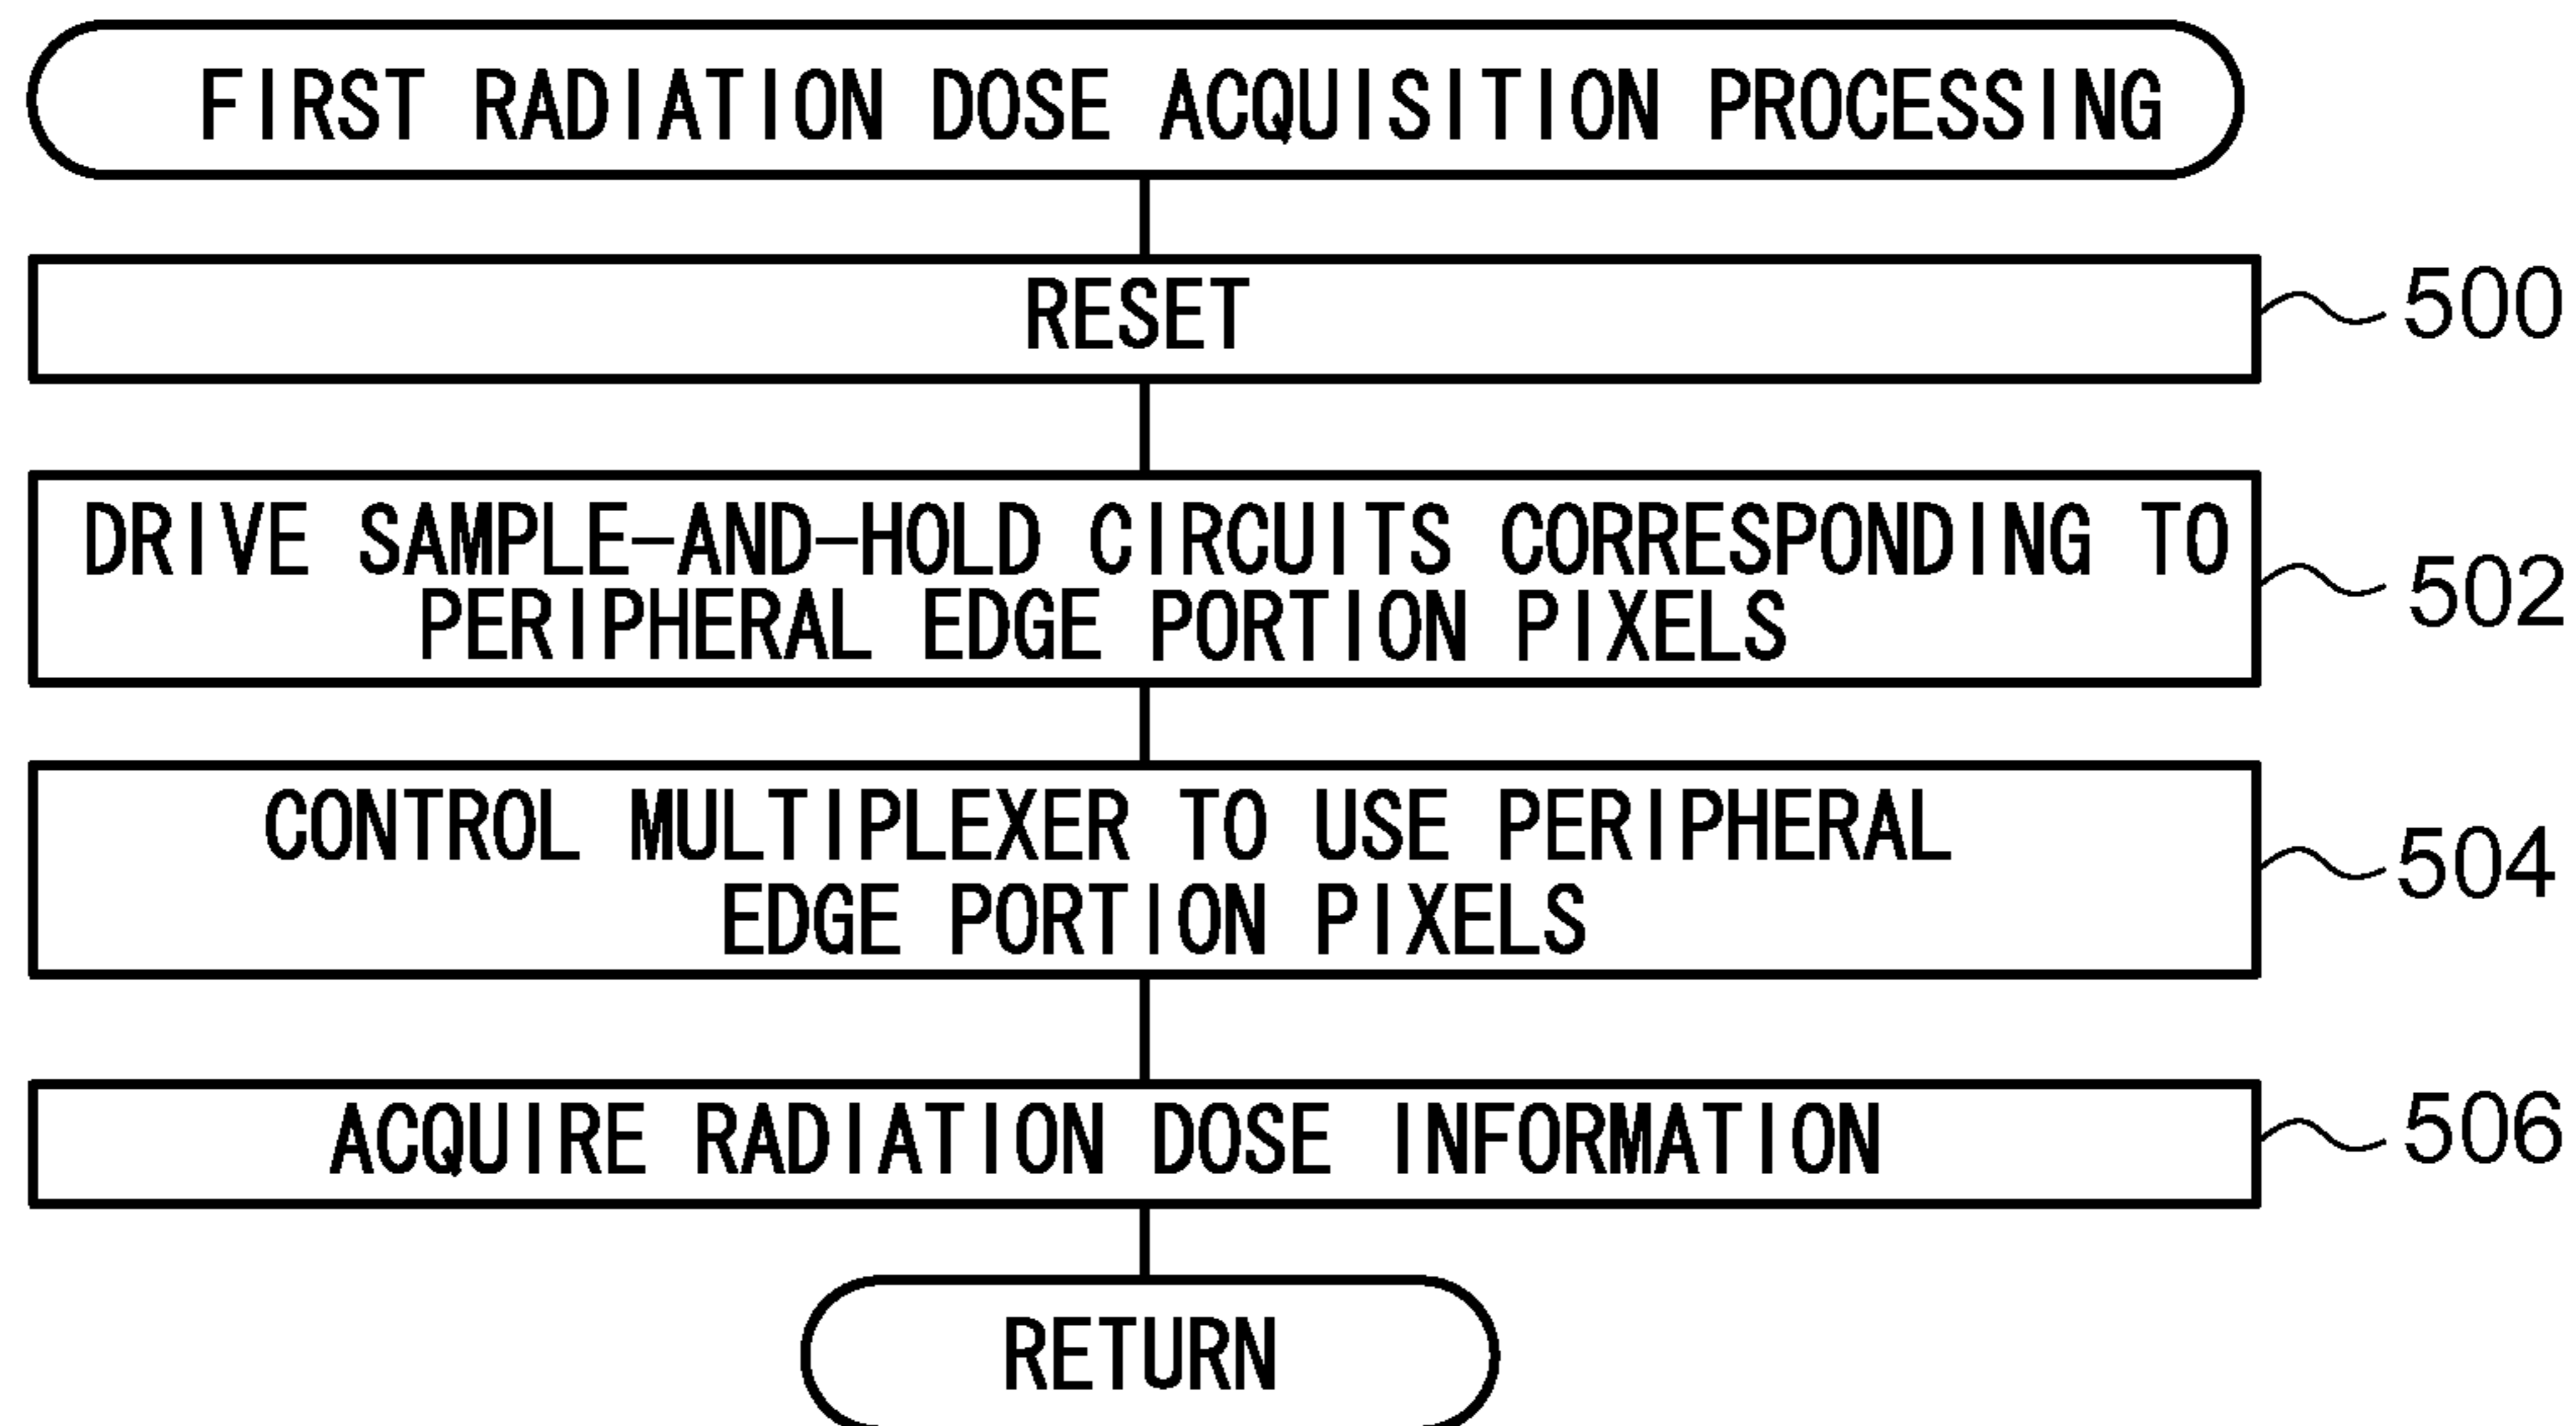 FIRST RADIATION DOSE ACQUISITION PROCESSING
RESET
500
DRIVE SAMPLE-AND-HOLD CIRCUITS CORRESPONDING TO
PERIPHERAL EDGE PORTION PIXELS
502
CONTROL MULTIPLEXER TO USE PERIPHERAL
EDGE PORTION PIXELS
504
ACQUIRE RADIATION DOSE INFORMATION
506
RETURN